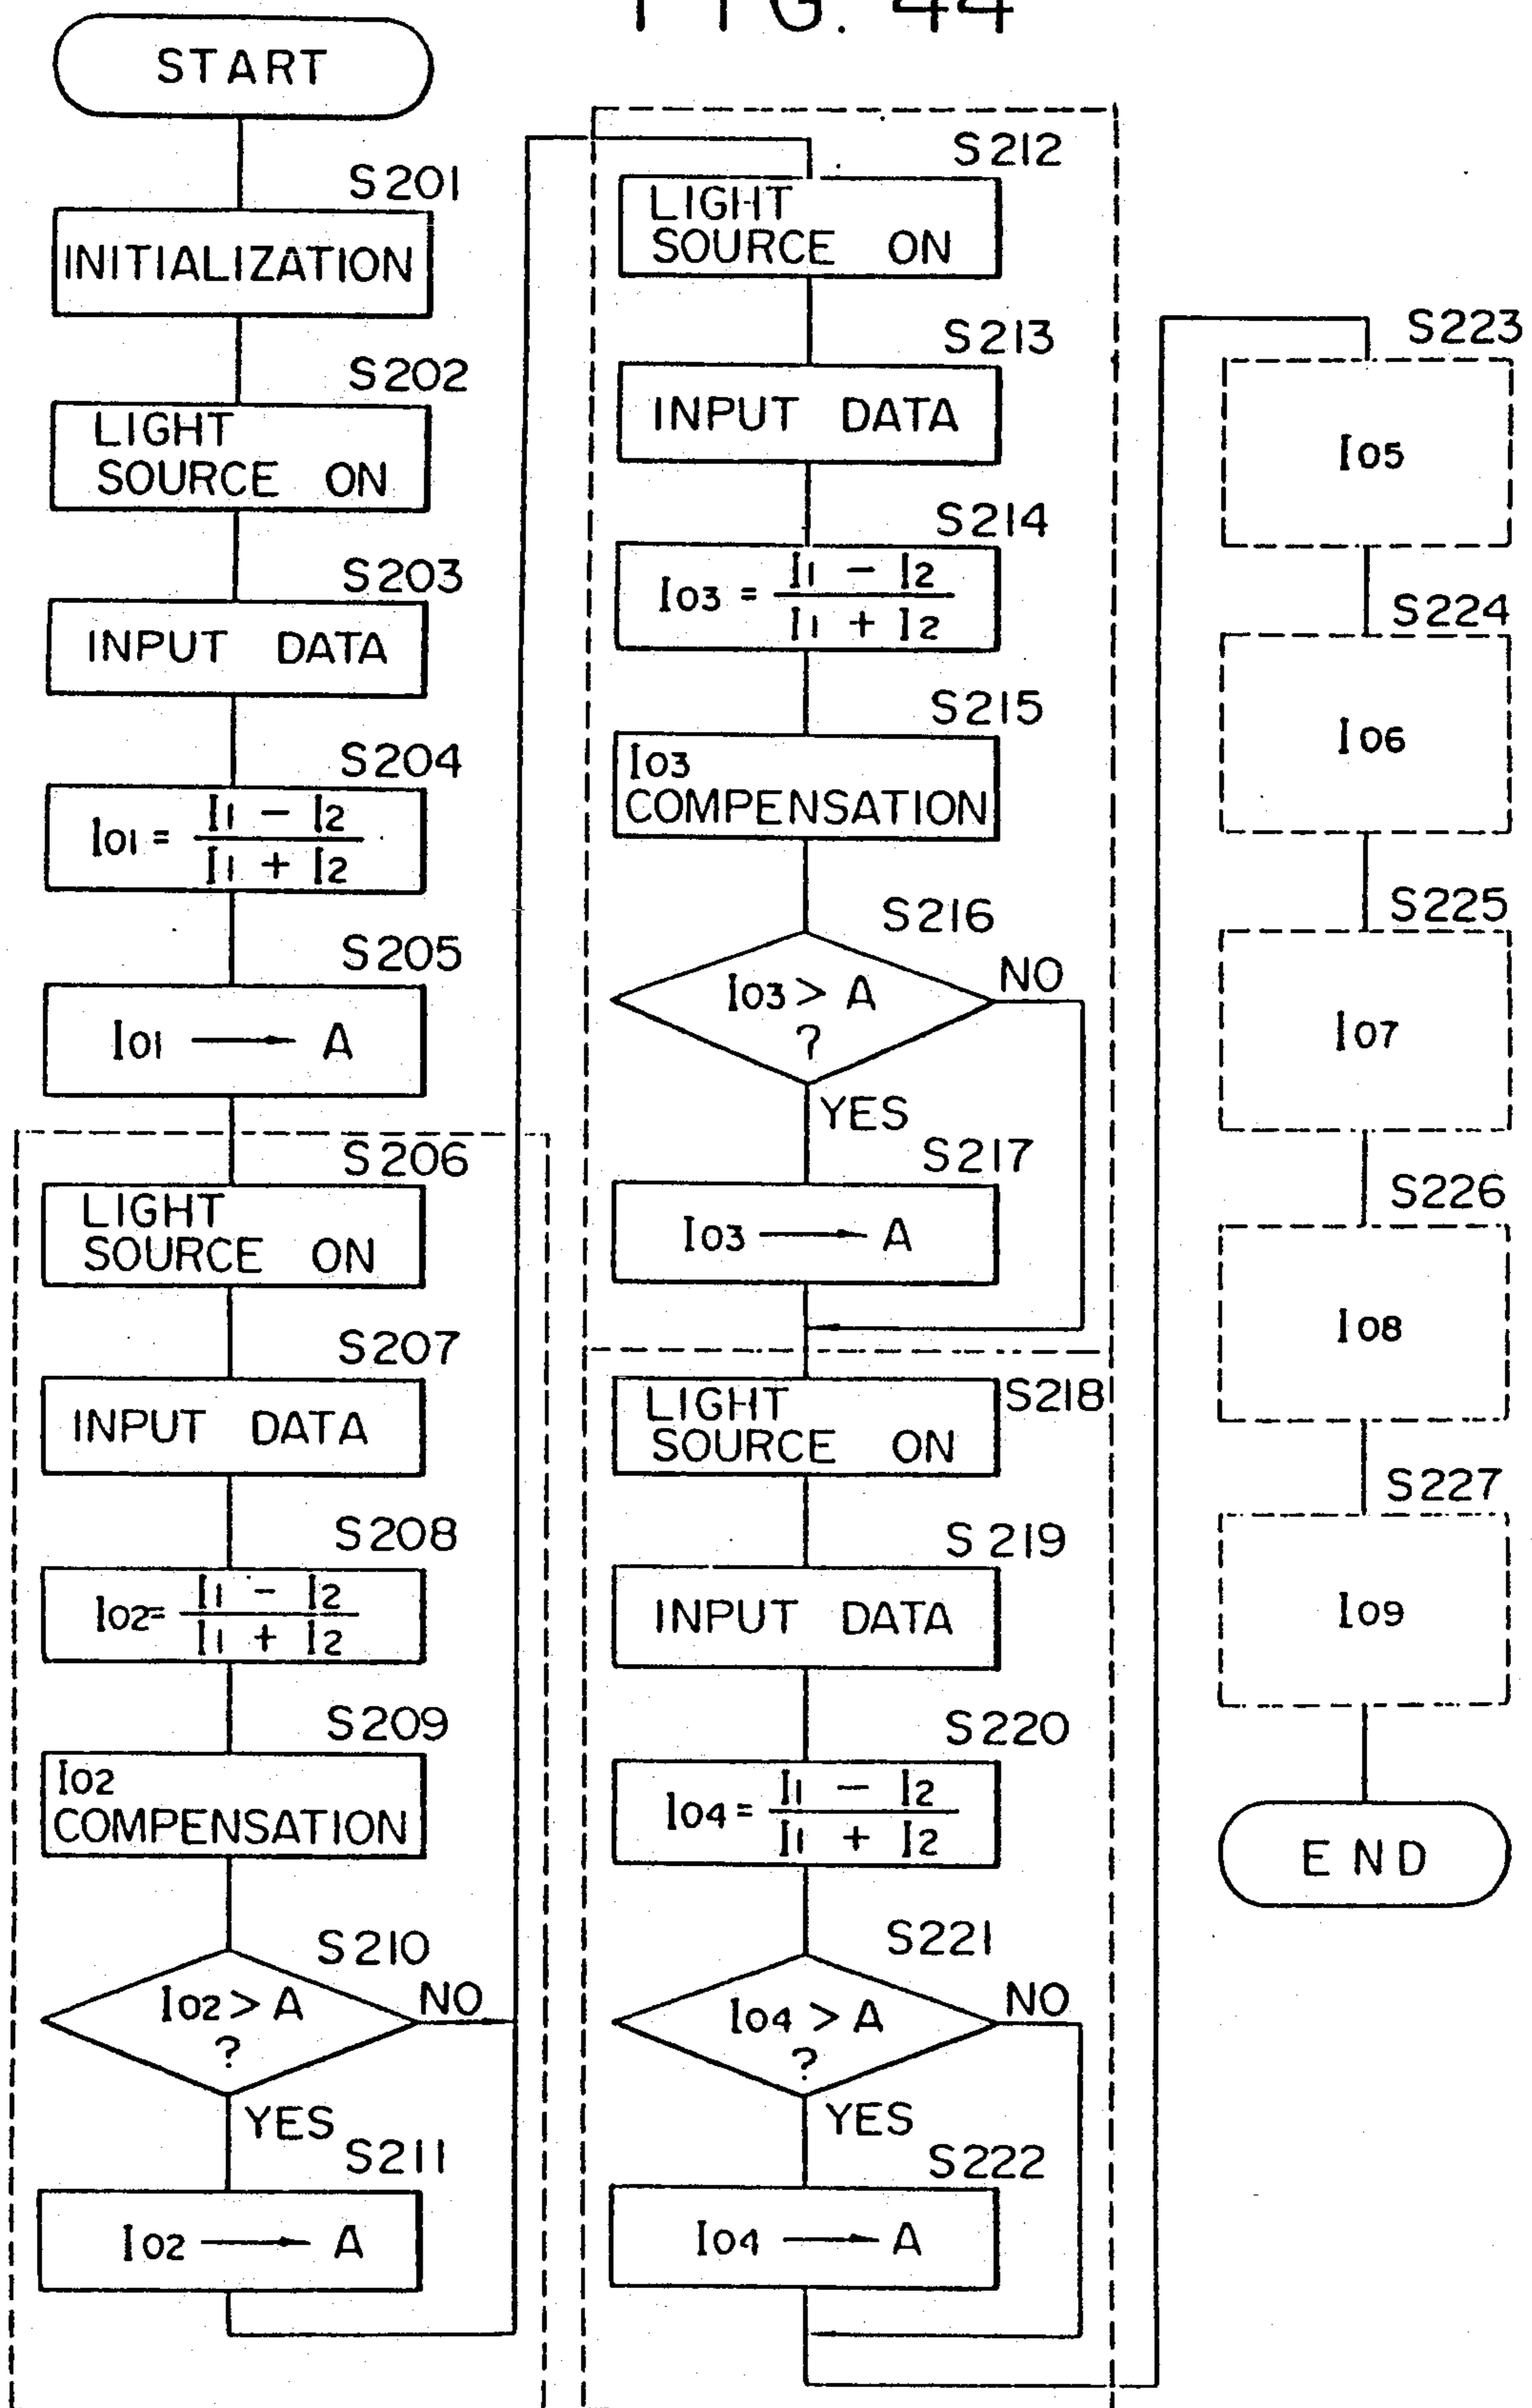 FIG. 44
START
S201
INITIALIZATION
S202
LIGHT
SOURCE ON
S203
INPUT DATA
S204
I01 = (I1 - I2) / (I1 + I2)
S205
I01 → A
S206
LIGHT
SOURCE ON
S207
INPUT DATA
S208
I02 = (I1 - I2) / (I1 + I2)
S209
I02
COMPENSATION
S210
I02 > A
?
NO
YES
S211
I02 → A
S212
LIGHT
SOURCE ON
S213
INPUT DATA
S214
I03 = (I1 - I2) / (I1 + I2)
S215
I03
COMPENSATION
S216
I03 > A
?
NO
YES
S217
I03 → A
S218
LIGHT
SOURCE ON
S219
INPUT DATA
S220
I04 = (I1 - I2) / (I1 + I2)
S221
I04 > A
?
NO
YES
S222
I04 → A
S223
I05
S224
I06
S225
I07
S226
I08
S227
I09
END